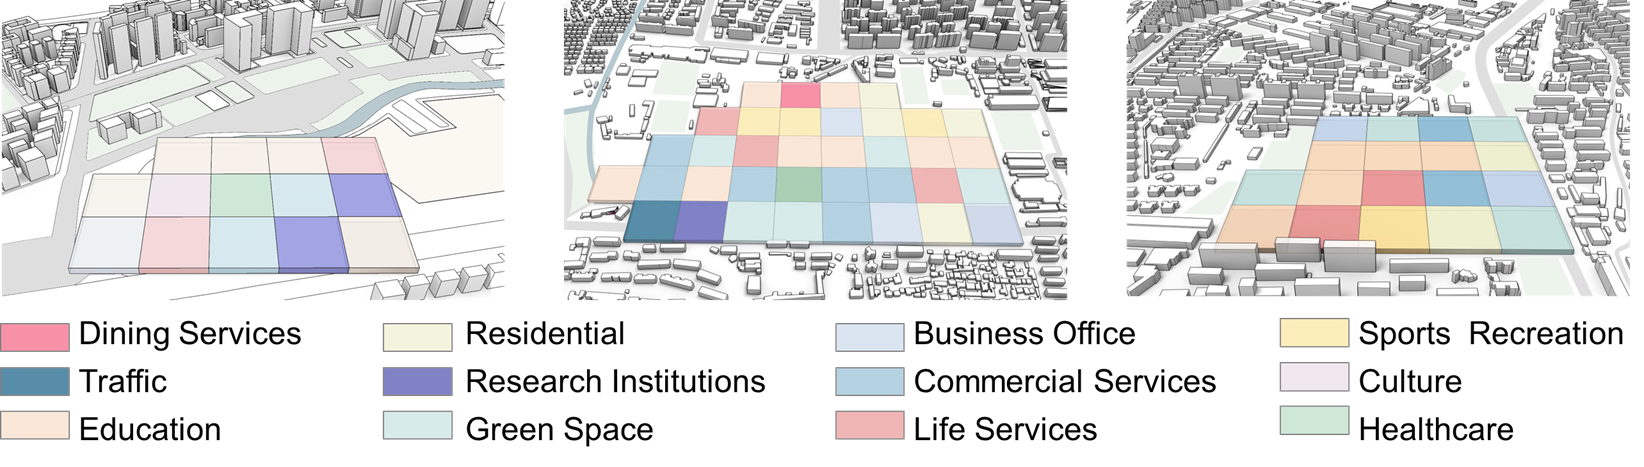 Dining Services
Residential
Business Office
Sports Recreation
Traffic
Research Institutions
Commercial Services
Culture
Education
Green Space
Life Services
Healthcare